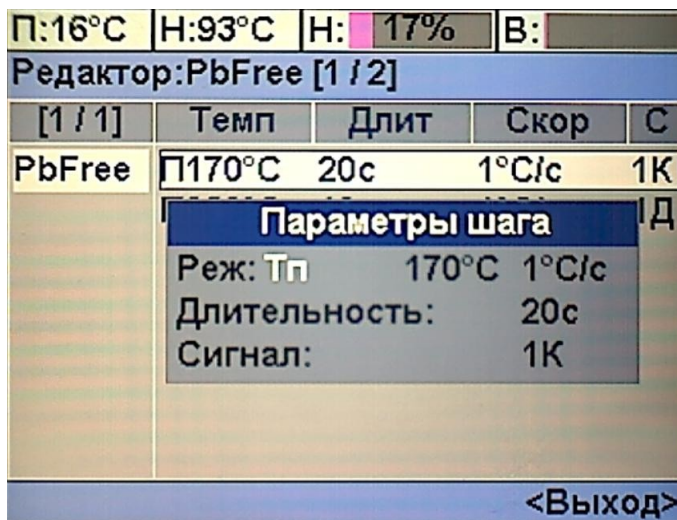 П:16°C Н:93°C Н: 17% В:
Редактор:PbFree [1 / 2]
[1 / 1] Темп Длит Скор С
PbFree П170°C 20с 1°C/с 1К
1Д
Параметры шага
Реж: Тп 170°C 1°C/с
Длительность: 20с
Сигнал: 1К
<Выход>